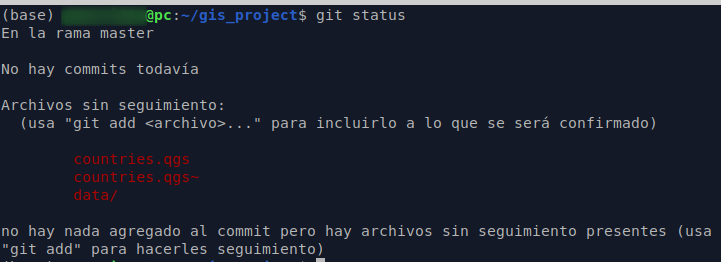 (base) @pc:~/gis_project$ git status
En la rama master
No hay commits todavía
Archivos sin seguimiento:
(usa "git add <archivo>..." para incluirlo a lo que se será confirmado)
countries.qgs
countries.qgs~
data/
no hay nada agregado al commit pero hay archivos sin seguimiento presentes (usa
"git add" para hacerles seguimiento)